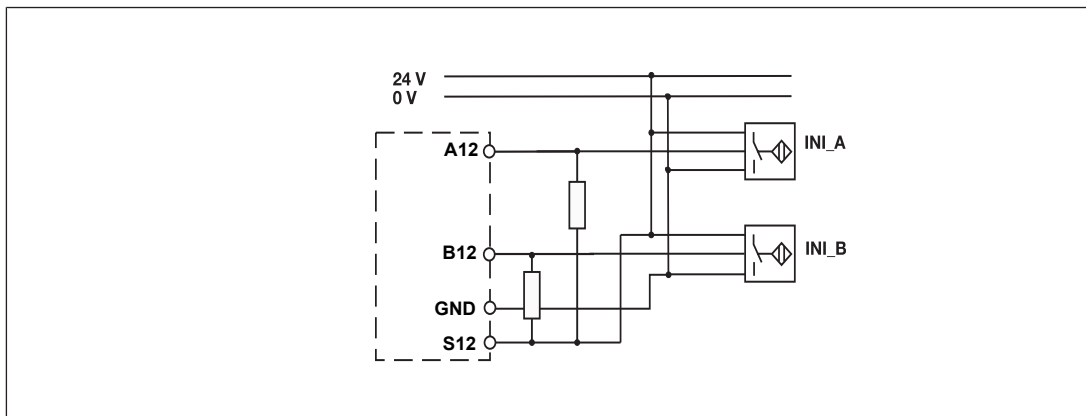 24 V
0 V
A12
INI_A
B12
INI_B
GND
S12